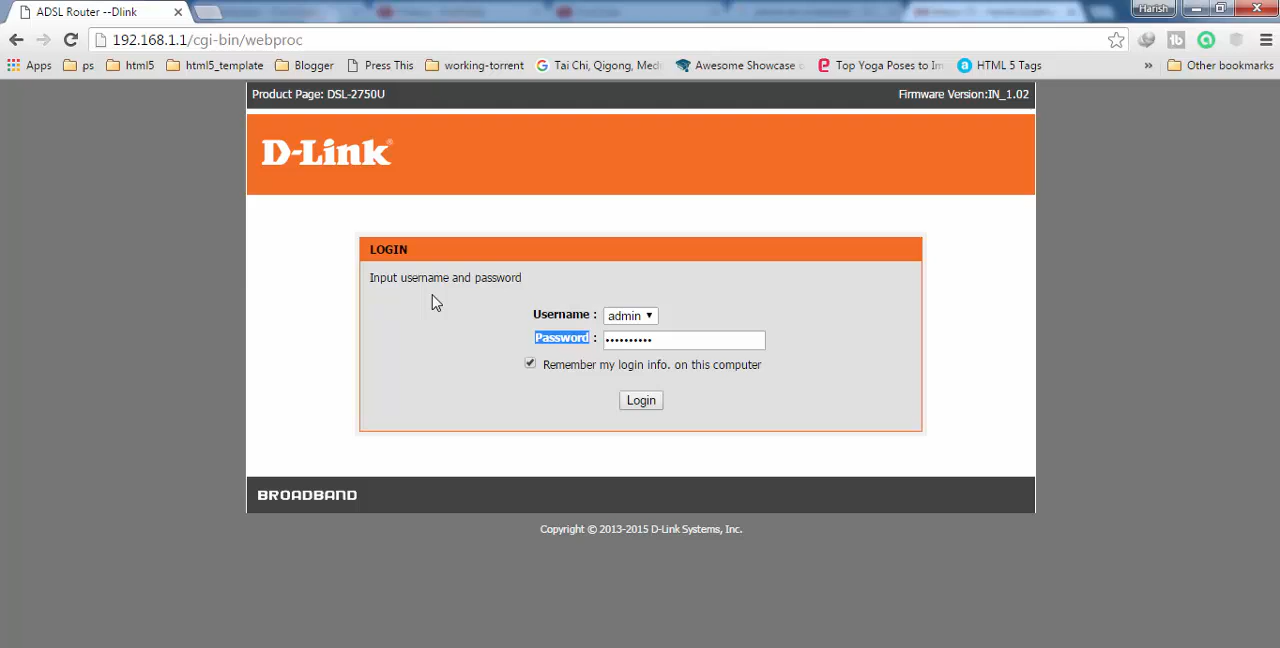 ADSL Router --Dlink
Harish
192.168.1.1/cgi-bin/webproc
Apps ps html5 html5_template Blogger Press This working-torrent Tai Chi, Qigong, Med Awesome Showcase Top Yoga Poses to Im HTML 5 Tags » Other bookmarks
Product Page: DSL-2750U Firmware Version:IN_1.02
D-Link
LOGIN
Input username and password
Username : admin
Password : ••••••••••
Remember my login info. on this computer
Login
BROADBAND
Copyright © 2013-2015 D-Link Systems, Inc.